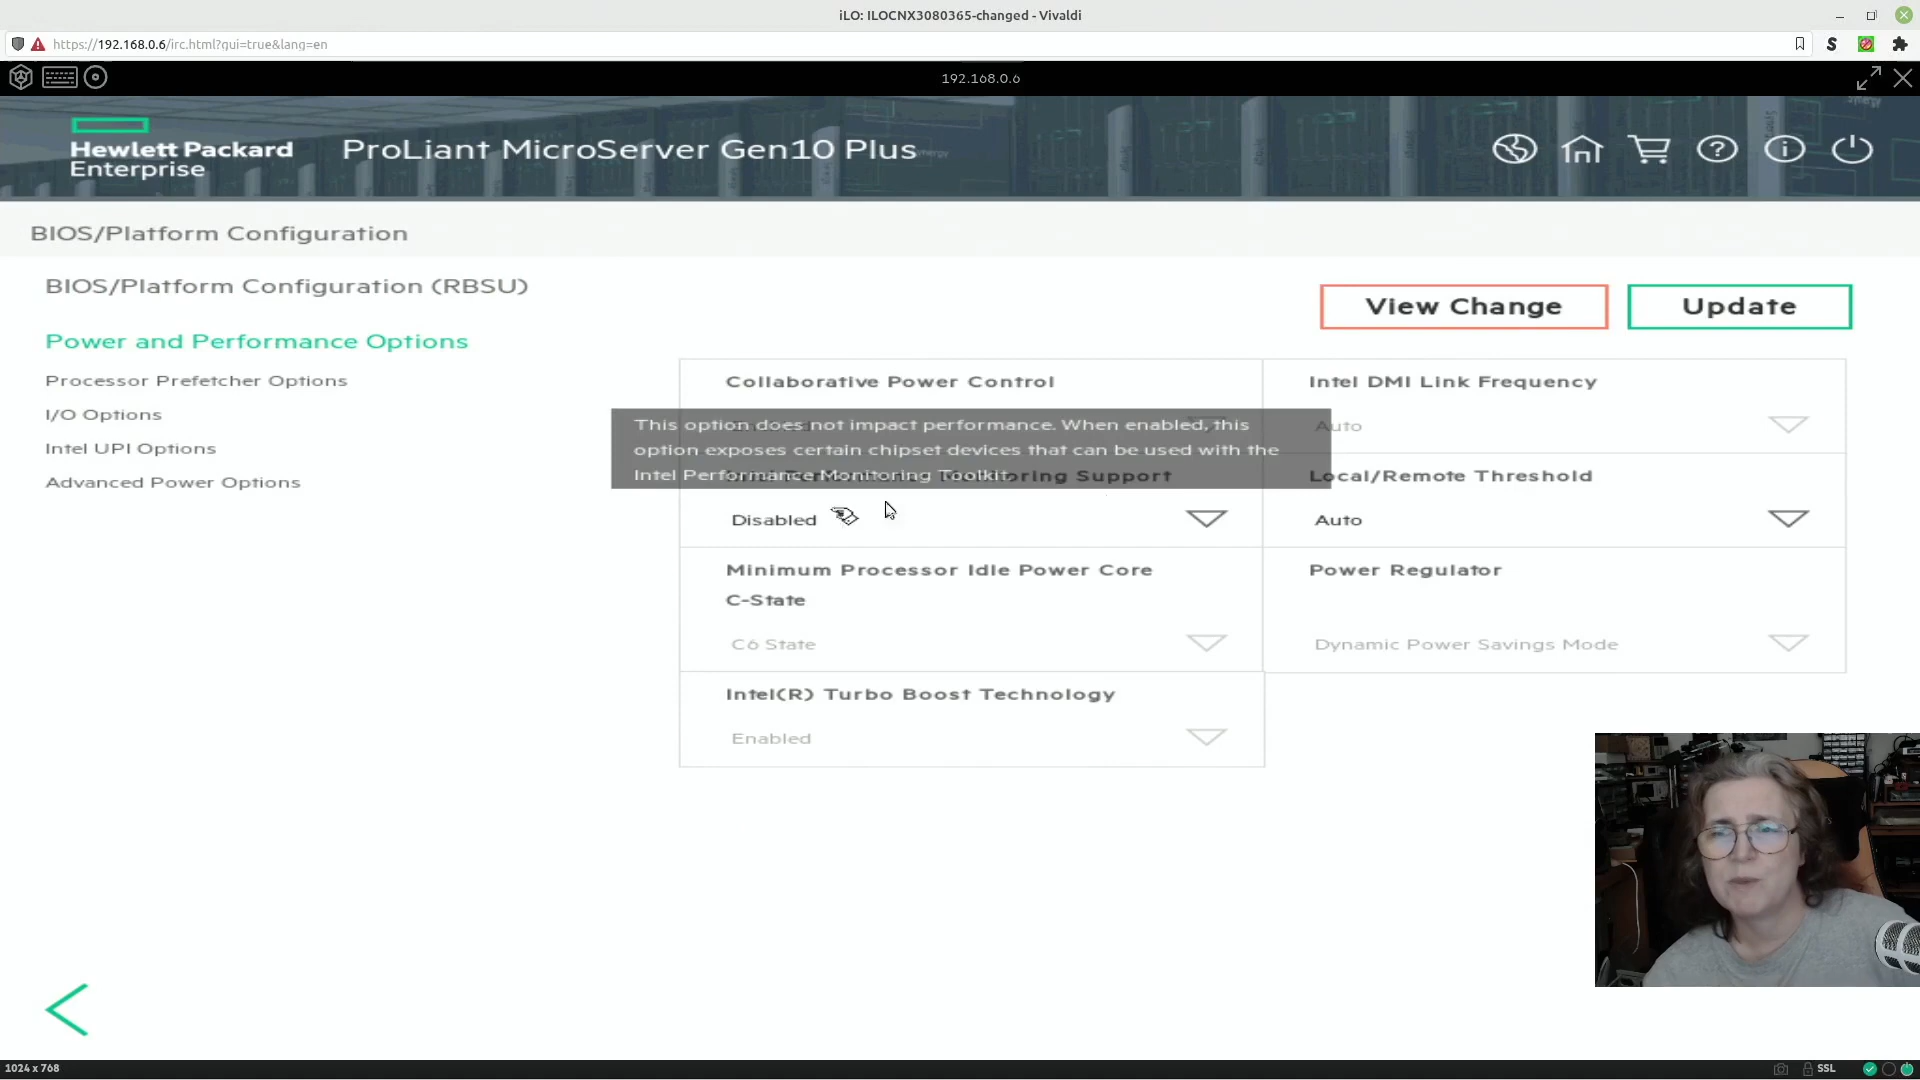 iLO: ILOCNX3080365-changed - Vivaldi
https://192.168.0.6/irc.html?gui=true&lang=en
192.168.0.6
Hewlett Packard
Enterprise
ProLiant MicroServer Gen10 Plus
BIOS/Platform Configuration
BIOS/Platform Configuration (RBSU)
View Change
Update
Power and Performance Options
Processor Prefetcher Options
I/O Options
Intel UPI Options
Advanced Power Options
Collaborative Power Control
Intel DMI Link Frequency
This option does not impact performance. When enabled, this
option exposes certain chipset devices that can be used with the
Intel Performance Monitoring Toolkit.
Auto
Monitoring Support
Local/Remote Threshold
Disabled
Auto
Minimum Processor Idle Power Core
C-State
Power Regulator
C6 State
Dynamic Power Savings Mode
Intel(R) Turbo Boost Technology
Enabled
1024 x 768
SSL